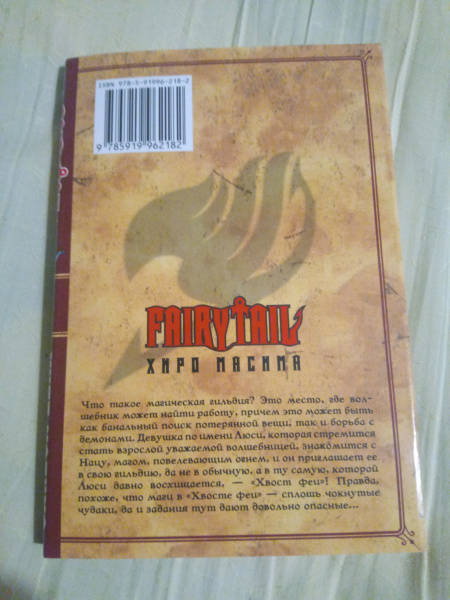 ISBN 978-5-91996-218-2
9 785919 962182
FAIRY TAIL
ХИРО МАСИМА
Что такое магическая гильдия? Это место, где вол-
шебник может найти работу, причем это может быть
как банальный поиск потерянной вещи, так и борьба с
демонами. Девушка по имени Люси, которая стремится
стать взрослой уважаемой волшебницей, знакомится с
Нацу, магом, повелевающим огнем, и он приглашает ее
в свою гильдию, да не в обычную, а в ту самую, которой
Люси давно восхищается, — «Хвост феи»! Правда,
похоже, что маги в «Хвосте феи» — сплошь чокнутые
чуваки, да и задания тут дают довольно опасные...